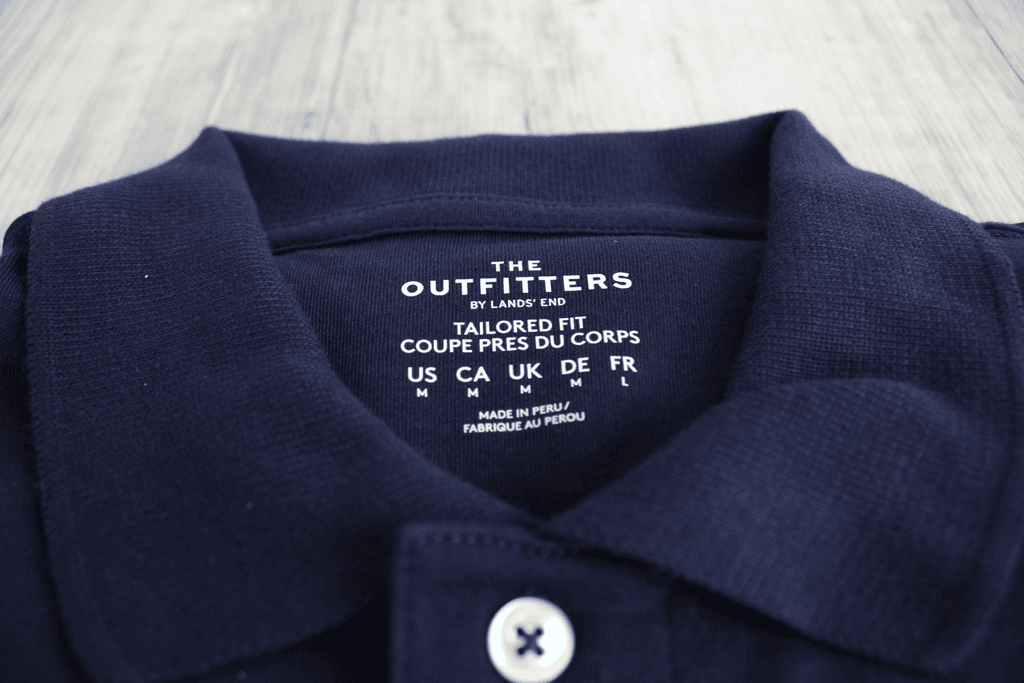 THE
OUTFITTERS
BY LANDS' END
TAILORED FIT
COUPE PRES DU CORPS
US CA UK DE FR
M M M M L
MADE IN PERU/
FABRIQUE AU PEROU